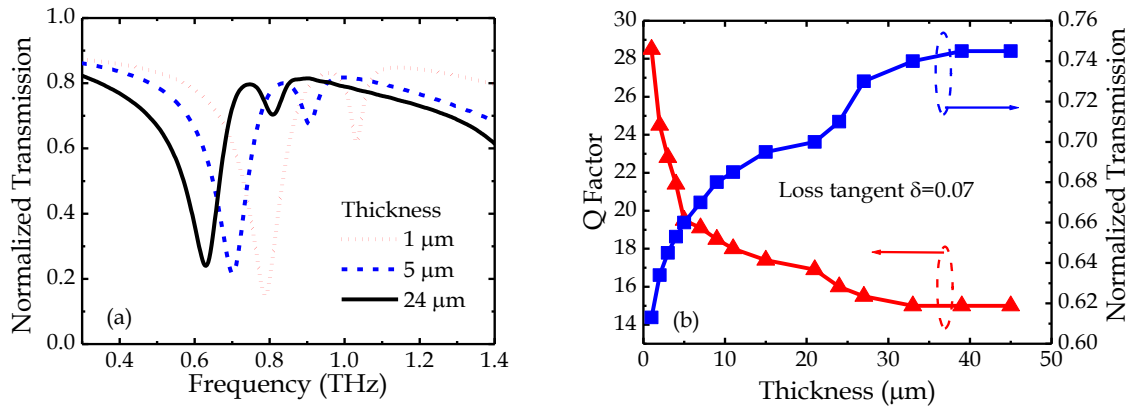 1.0
0.8
0.6
0.4
0.2
0.0
Normalized Transmission
Thickness
1 μm
5 μm
24 μm
(a)
0.4 0.6 0.8 1.0 1.2 1.4
Frequency (THz)
30
28
26
24
22
20
18
16
14
Q Factor
Loss tangent δ=0.07
(b)
0 10 20 30 40 50
Thickness (μm)
0.76
0.74
0.72
0.70
0.68
0.66
0.64
0.62
0.60
Normalized Transmission